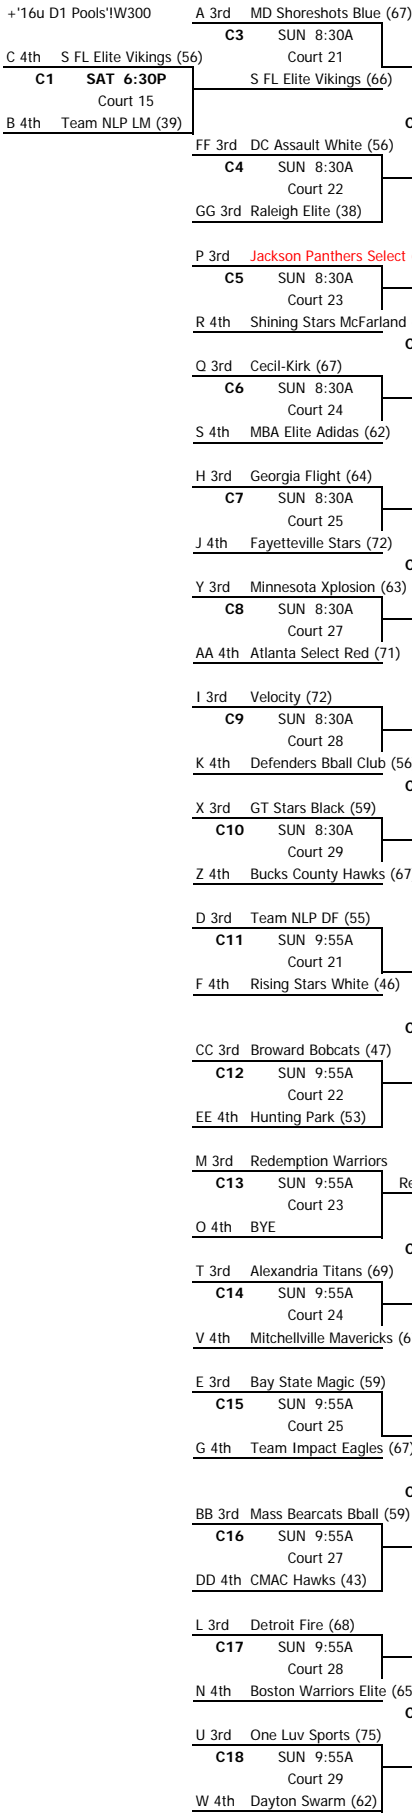 +'16u D1 Pools'!W300
A 3rd MD Shoreshots Blue (67)
C3 SUN 8:30A
C 4th S FL Elite Vikings (56)
Court 21
C1 SAT 6:30P
S FL Elite Vikings (66)
Court 15
B 4th Team NLP LM (39)
C
FF 3rd DC Assault White (56)
C4 SUN 8:30A
Court 22
GG 3rd Raleigh Elite (38)
P 3rd Jackson Panthers Select
C5 SUN 8:30A
Court 23
R 4th Shining Stars McFarland
C
Q 3rd Cecil-Kirk (67)
C6 SUN 8:30A
Court 24
S 4th MBA Elite Adidas (62)
H 3rd Georgia Flight (64)
C7 SUN 8:30A
Court 25
J 4th Fayetteville Stars (72)
C
Y 3rd Minnesota Xplosion (63)
C8 SUN 8:30A
Court 27
AA 4th Atlanta Select Red (71)
I 3rd Velocity (72)
C9 SUN 8:30A
Court 28
K 4th Defenders Bball Club (56
C
X 3rd GT Stars Black (59)
C10 SUN 8:30A
Court 29
Z 4th Bucks County Hawks (67
D 3rd Team NLP DF (55)
C11 SUN 9:55A
Court 21
F 4th Rising Stars White (46)
C
CC 3rd Broward Bobcats (47)
C12 SUN 9:55A
Court 22
EE 4th Hunting Park (53)
M 3rd Redemption Warriors
C13 SUN 9:55A Re
Court 23
O 4th BYE
C
T 3rd Alexandria Titans (69)
C14 SUN 9:55A
Court 24
V 4th Mitchellville Mavericks (6
E 3rd Bay State Magic (59)
C15 SUN 9:55A
Court 25
G 4th Team Impact Eagles (67)
C
BB 3rd Mass Bearcats Bball (59)
C16 SUN 9:55A
Court 27
DD 4th CMAC Hawks (43)
L 3rd Detroit Fire (68)
C17 SUN 9:55A
Court 28
N 4th Boston Warriors Elite (65
C
U 3rd One Luv Sports (75)
C18 SUN 9:55A
Court 29
W 4th Dayton Swarm (62)